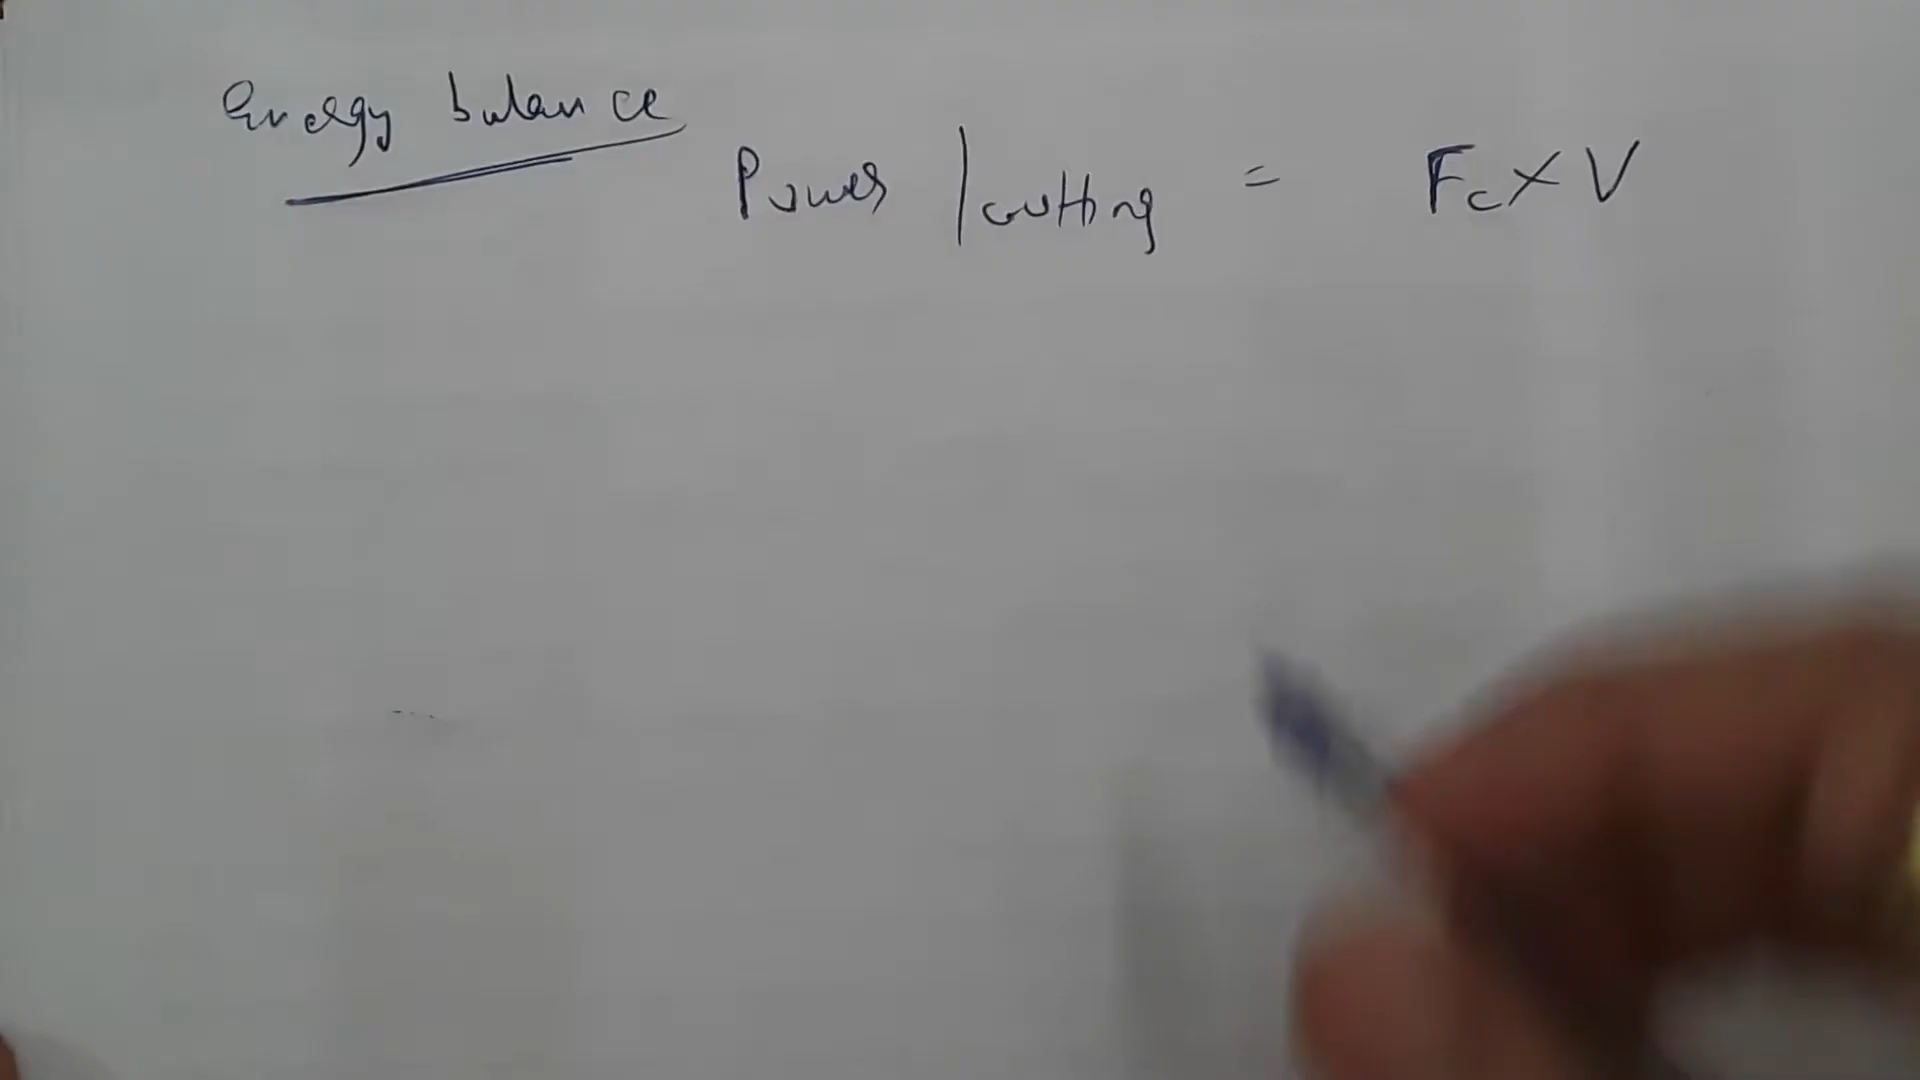 Energy balance
Power |cutting = Fc × V